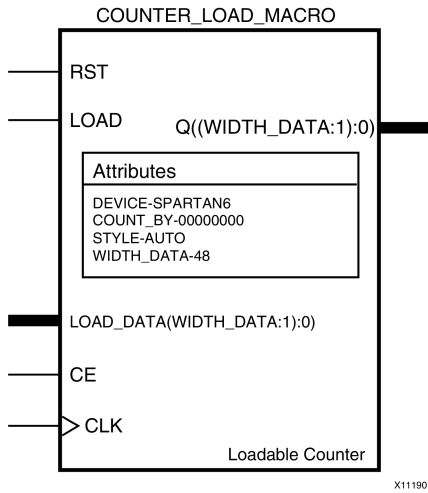 COUNTER_LOAD_MACRO
RST
LOAD
Q((WIDTH_DATA:1):0)
Attributes
DEVICE-SPARTAN6
COUNT_BY-00000000
STYLE-AUTO
WIDTH_DATA-48
LOAD_DATA(WIDTH_DATA:1):0)
CE
CLK
Loadable Counter
X11190